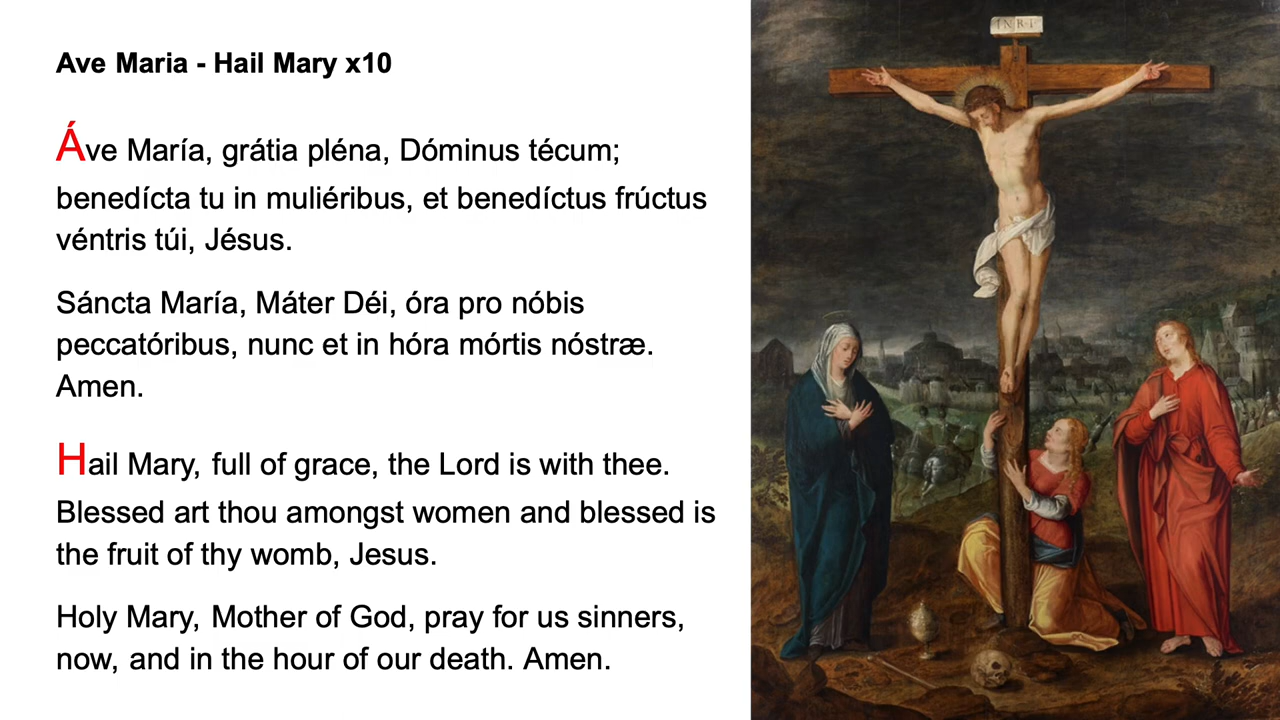 Ave Maria - Hail Mary x10
Áve María, grátia pléna, Dóminus técum;
benedícta tu in muliéribus, et benedíctus frúctus
véntris túi, Jésus.
Sáncta María, Máter Déi, óra pro nóbis
peccatóribus, nunc et in hóra mórtis nóstræ.
Amen.
Hail Mary, full of grace, the Lord is with thee.
Blessed art thou amongst women and blessed is
the fruit of thy womb, Jesus.
Holy Mary, Mother of God, pray for us sinners,
now, and in the hour of our death. Amen.
INRI